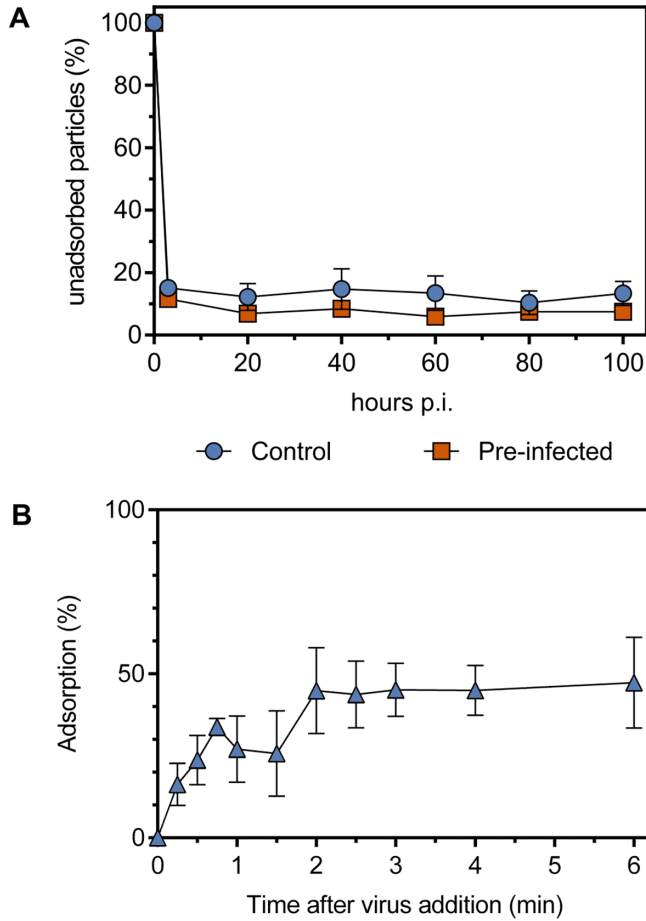 A
unadsorbed particles (%)
100
80
60
40
20
0
0 20 40 60 80 100
hours p.i.
Control Pre-infected
B
Adsorption (%)
100
50
0
0 1 2 3 4 5 6
Time after virus addition (min)